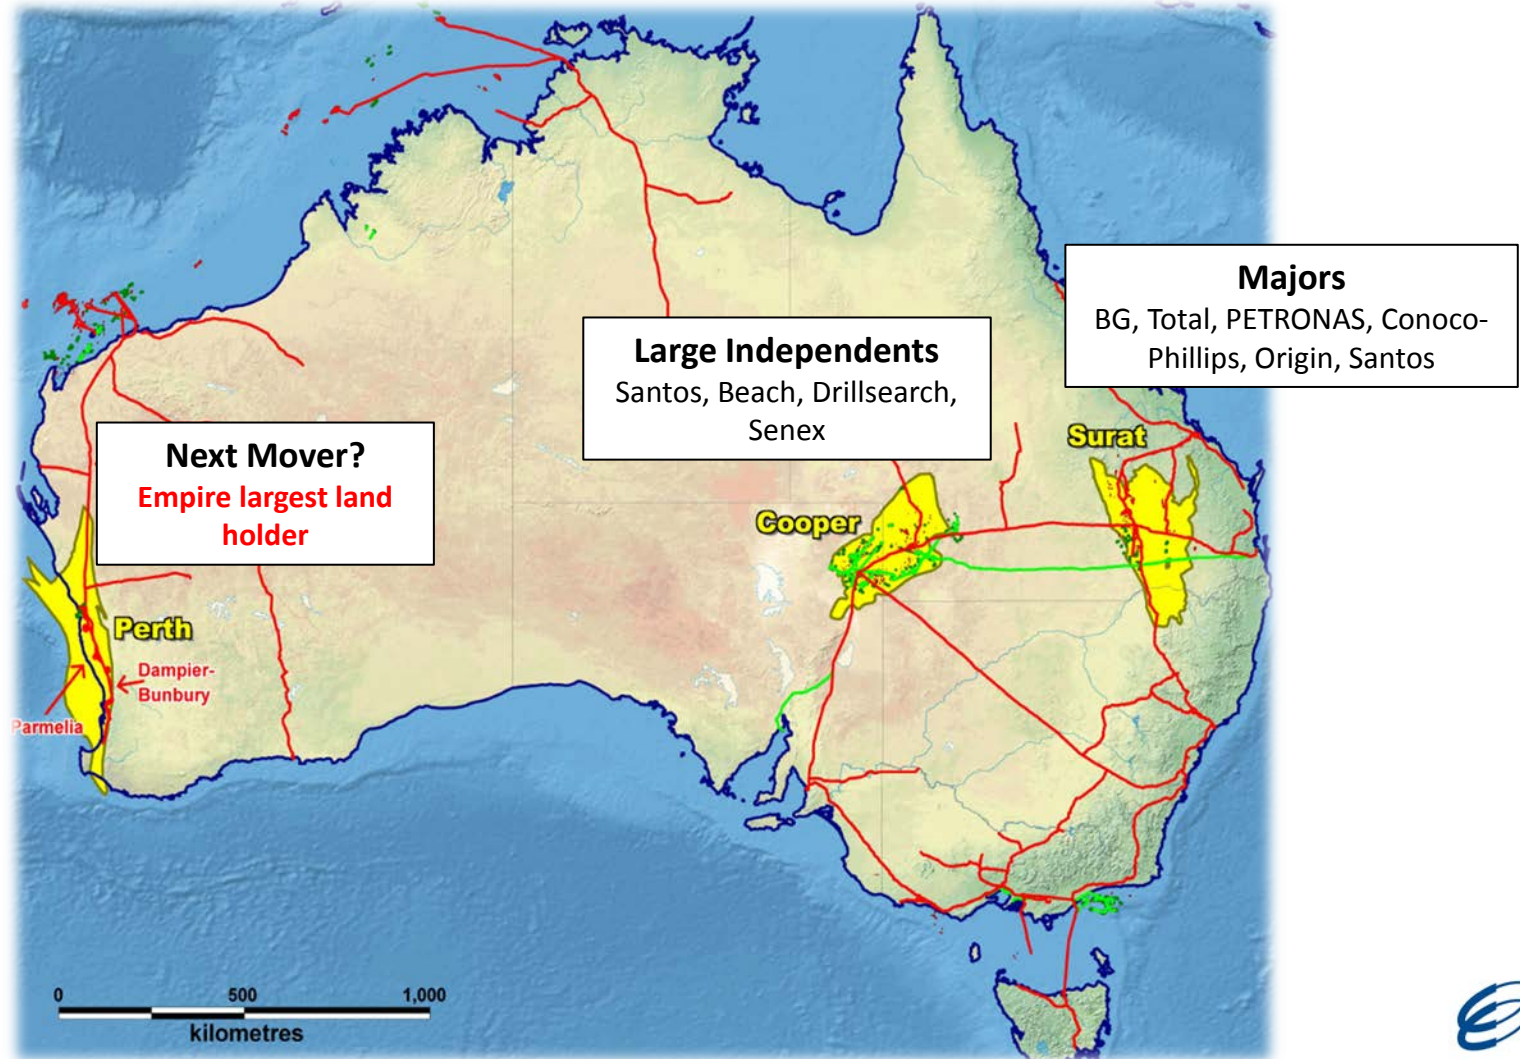 Majors
BG, Total, PETRONAS, Conoco-
Phillips, Origin, Santos
Large Independents
Santos, Beach, Drillsearch,
Senex
Next Mover?
Empire largest land
holder
Surat
Cooper
Perth
Dampier-
Bunbury
Parmelia
0 500 1,000
kilometres